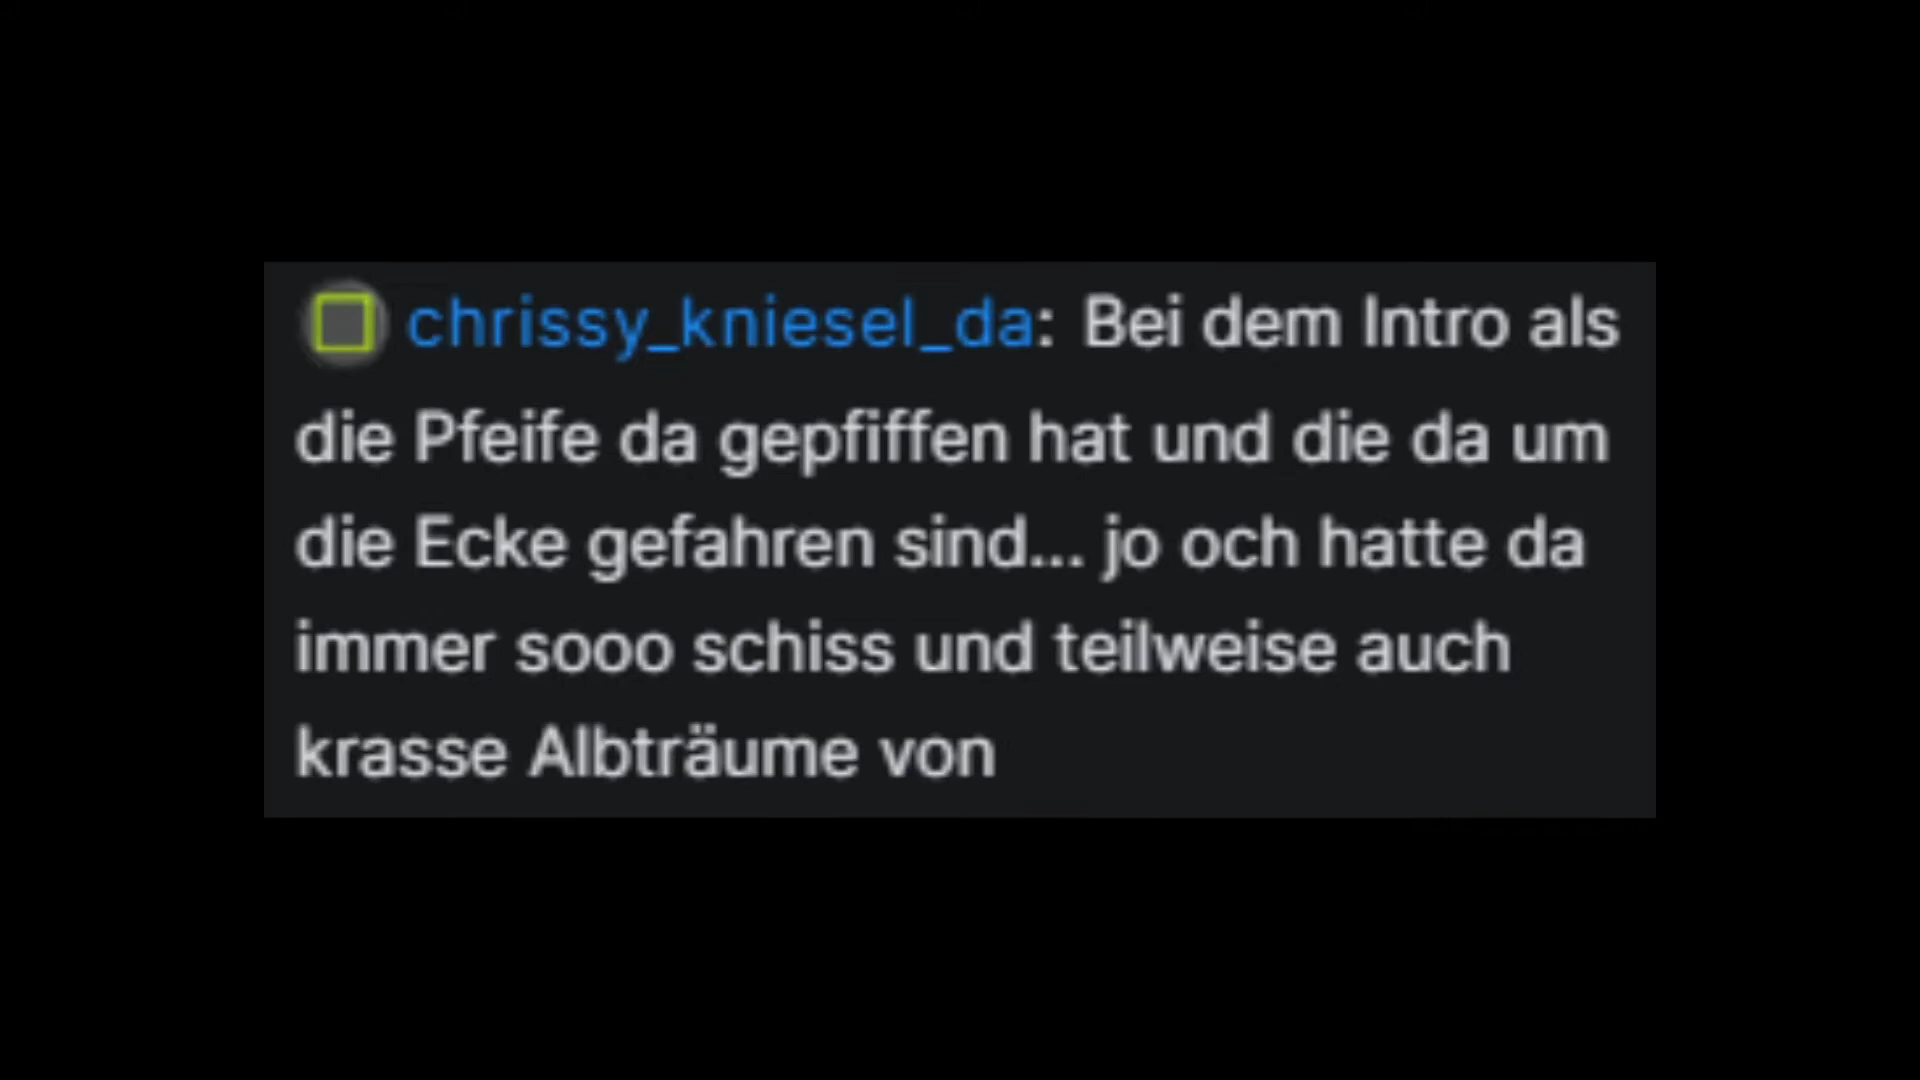 chrissy_kniesel_da: Bei dem Intro als
die Pfeife da gepfiffen hat und die da um
die Ecke gefahren sind... jo och hatte da
immer sooo schiss und teilweise auch
krasse Albträume von